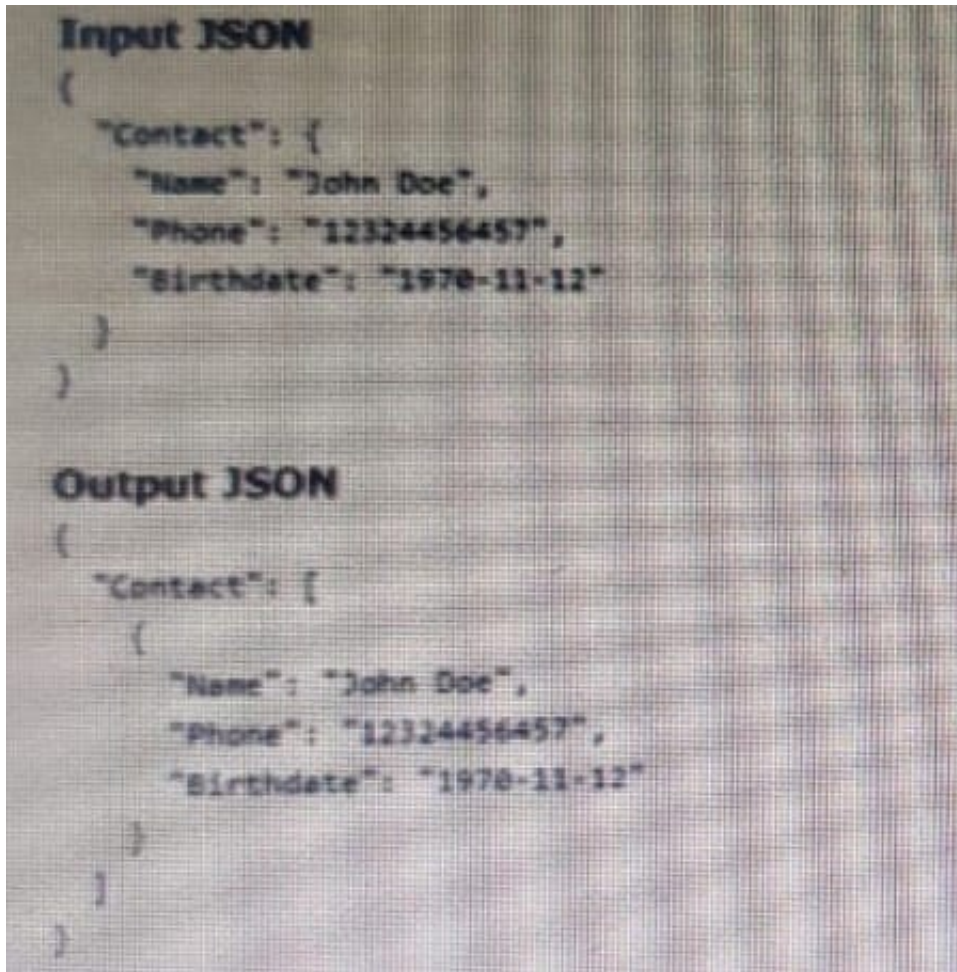 Input JSON
{
"Contact": {
"Name": "John Doe",
"Phone": "12324456457",
"Birthdate": "1970-11-12"
}
}
Output JSON
{
"Contact": [
{
"Name": "John Doe",
"Phone": "12324456457",
"Birthdate": "1970-11-12"
}
]
}